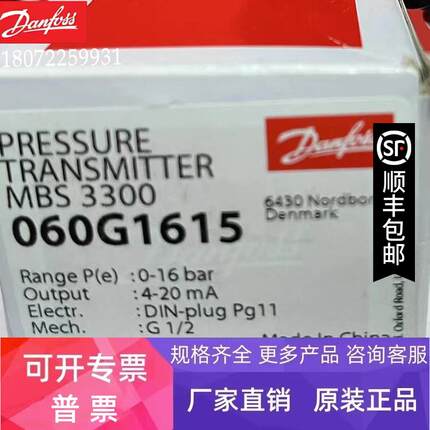 Danfoss
18072259931
PRESSURE
TRANSMITTER
MBS 3300
060G1615
Danfoss
6430 Nordbor
Denmark
Range P(e) :0-16 bar
Output :4-20 mA
Electr. :DIN-plug Pg11
Mech. :G 1/2
Made In China
Oxford Road,
SF
顺丰包邮
可开专票
普票
规格齐全 更多产品 咨询客服
厂家直销 原装正品